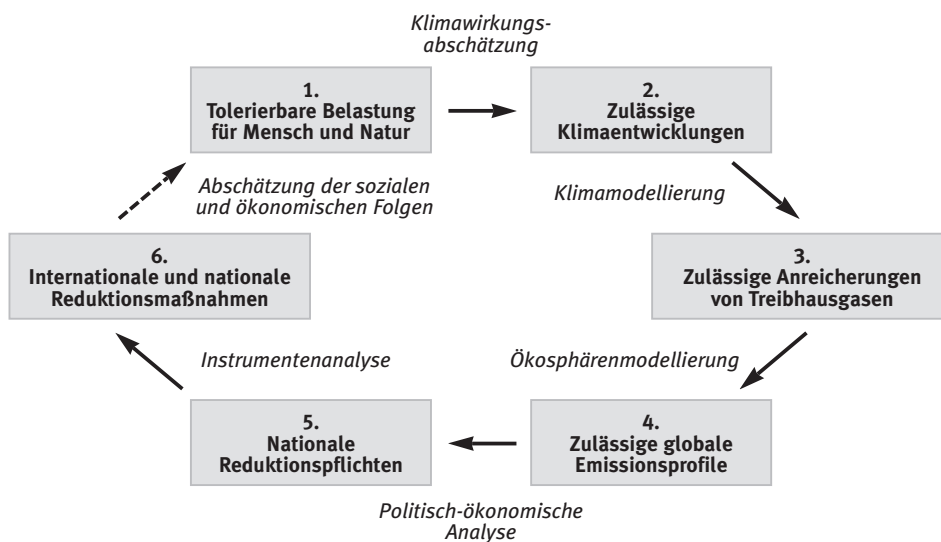 Klimawirkungs-
abschätzung
1.
Tolerierbare Belastung
für Mensch und Natur
2.
Zulässige
Klimaentwicklungen
Abschätzung der sozialen
und ökonomischen Folgen
Klimamodellierung
6.
Internationale und nationale
Reduktionsmaßnahmen
3.
Zulässige Anreicherungen
von Treibhausgasen
Instrumentenanalyse
Ökosphärenmodellierung
5.
Nationale
Reduktionspflichten
4.
Zulässige globale
Emissionsprofile
Politisch-ökonomische
Analyse